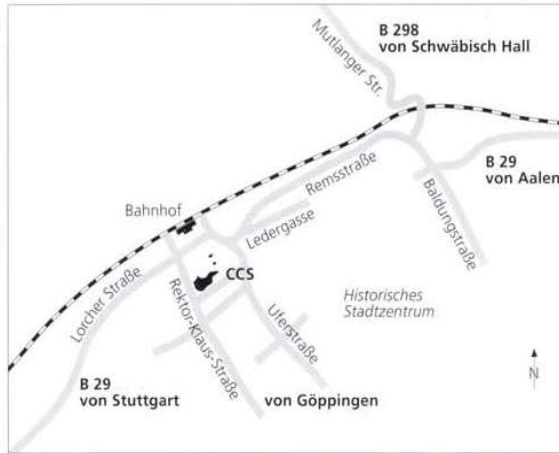 B 298
von Schwäbisch Hall
Mutlanger Str.
B 29
von Aalen
Remsstraße
Baldungstraße
Bahnhof
Ledergasse
CCS
Lorcher Straße
Rektor-Klaus-Straße
Uferstraße
Historisches
Stadtzentrum
B 29
von Stuttgart
von Göppingen
N